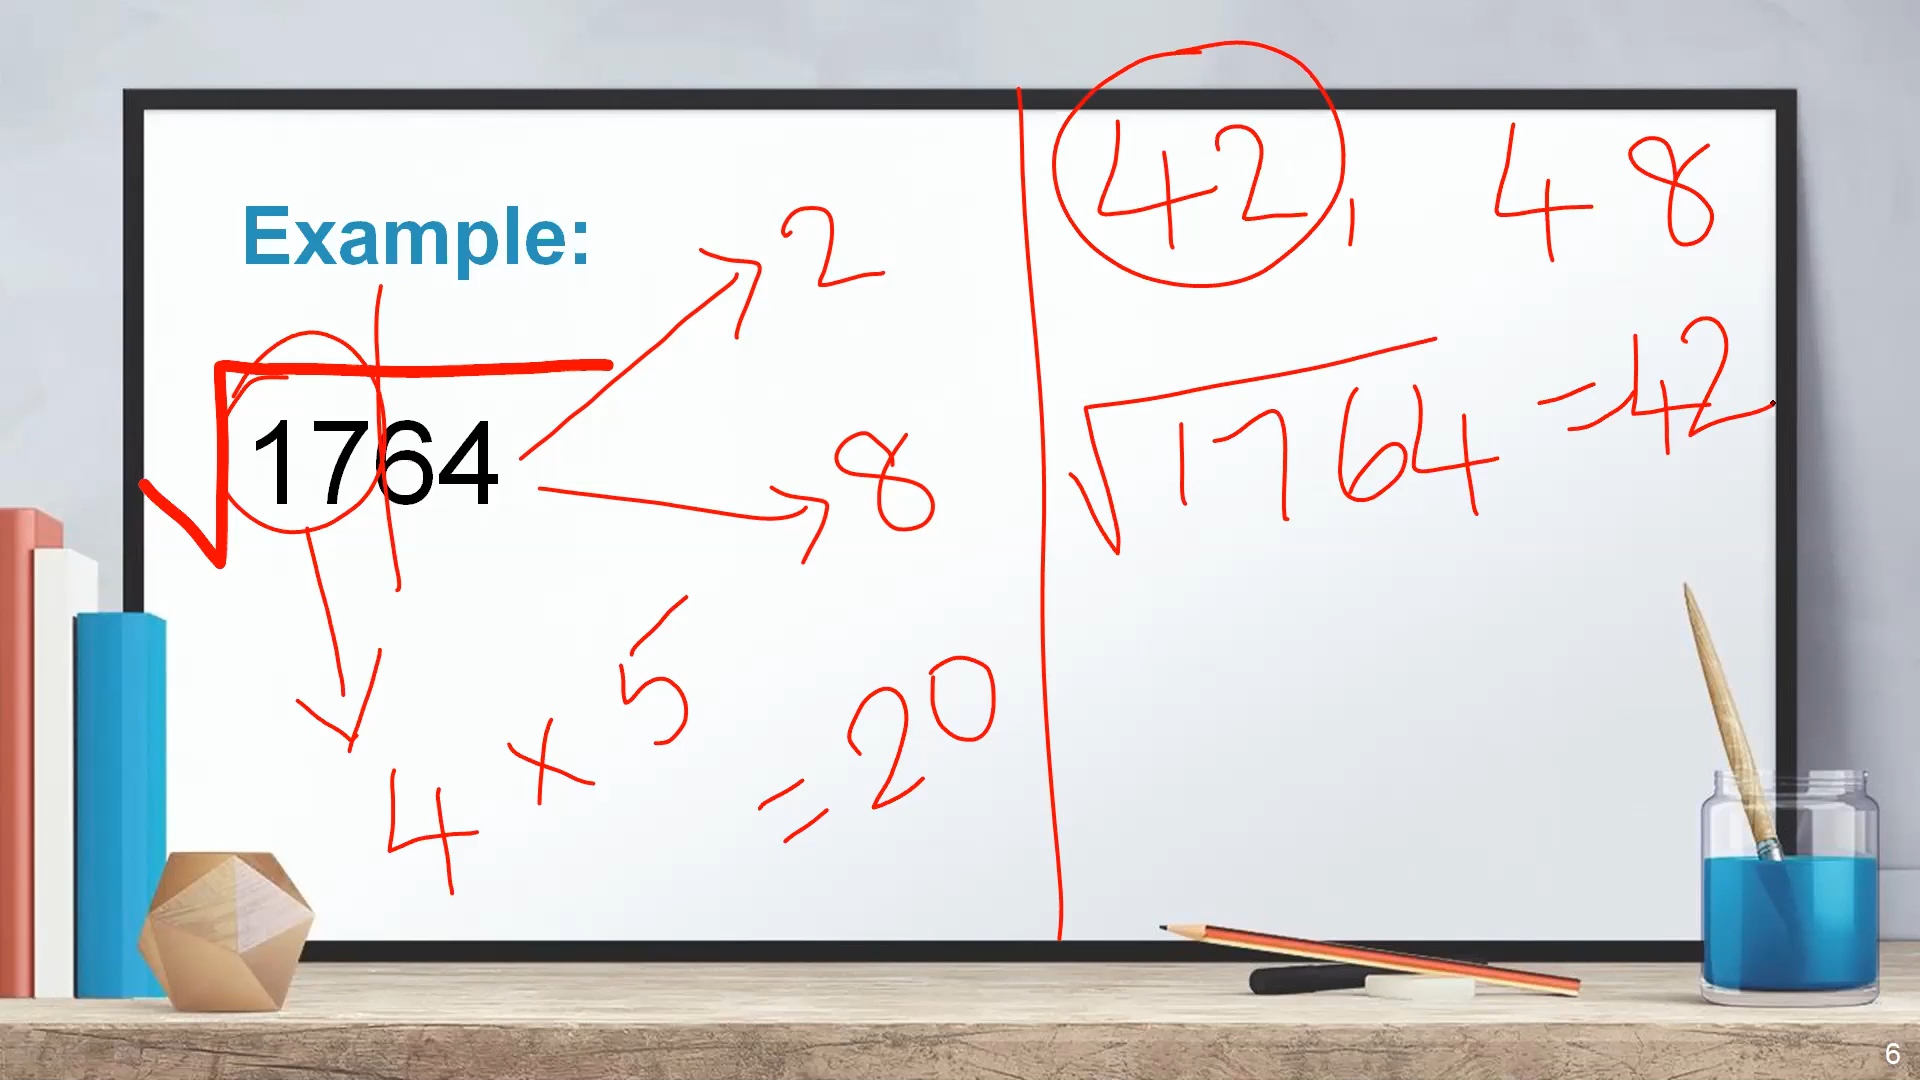 Example:
2
√1764
8
4 × 5 = 20
42, 48
√1764 = 42
6